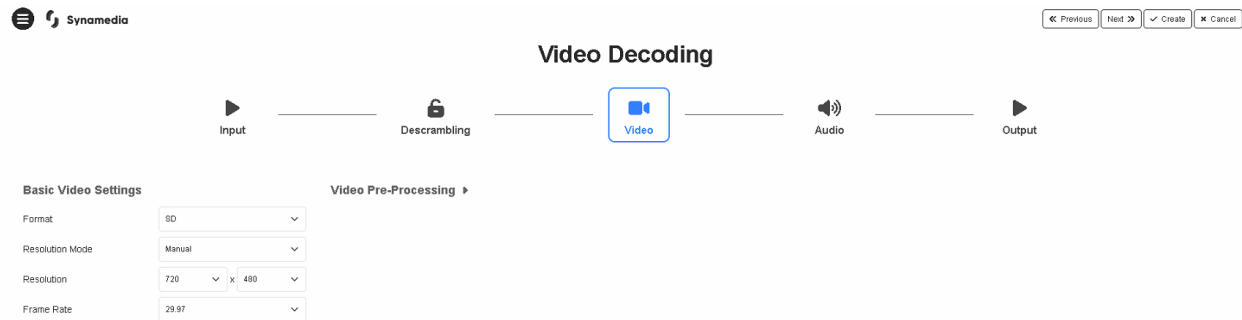 Synamedia
Previous Next Create Cancel
Video Decoding
Input Descrambling Video Audio Output
Basic Video Settings Video Pre-Processing
Format SD
Resolution Mode Manual
Resolution 720 x 480
Frame Rate 29.97